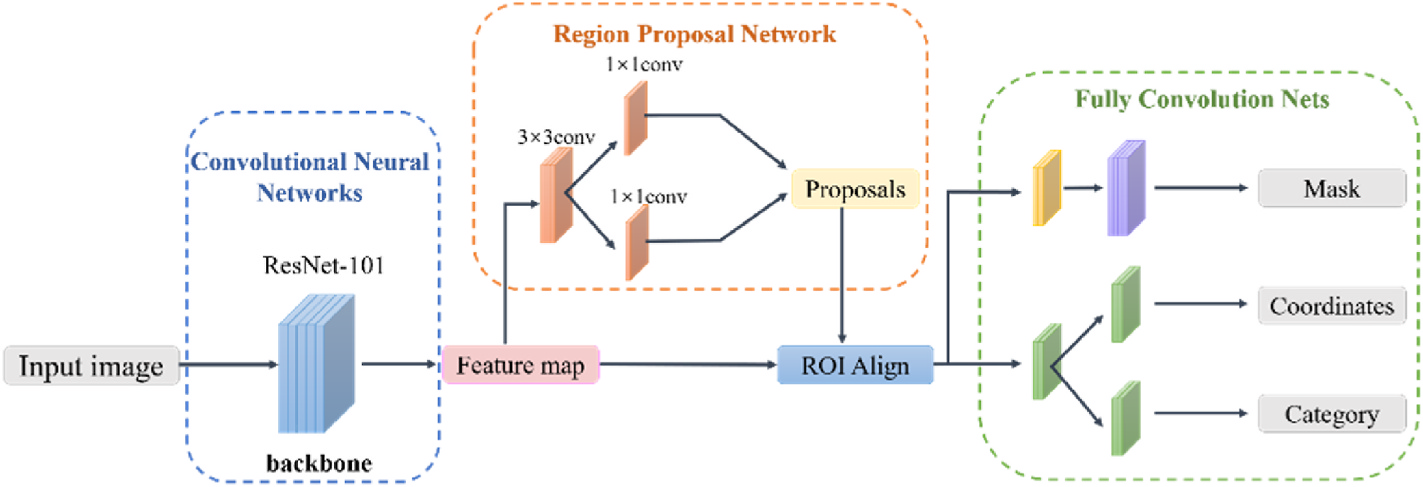 Region Proposal Network
1×1conv
Fully Convolution Nets
3×3conv
Convolutional Neural
Networks
1×1conv
Proposals
Mask
ResNet-101
Coordinates
Input image
Feature map
ROI Align
Category
backbone